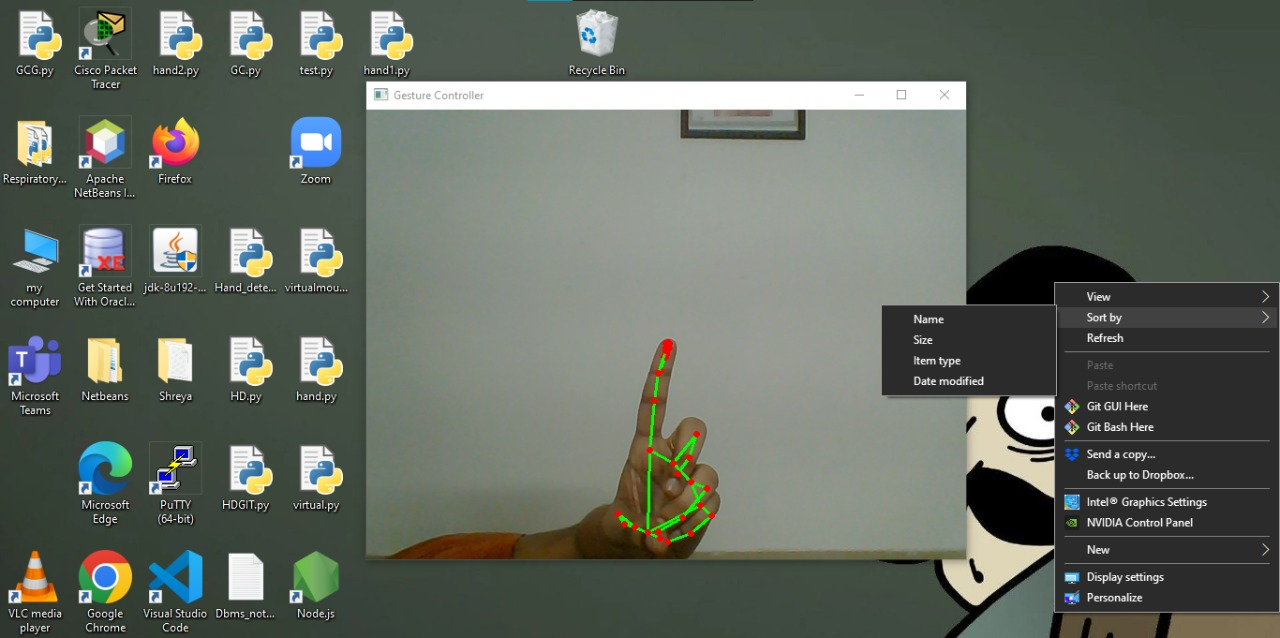 GCG.py
Cisco Packet
Tracer
hand2.py
GC.py
test.py
hand1.py
Recycle Bin
Gesture Controller
Respiratory...
Apache
NetBeans I...
Firefox
Zoom
my
computer
XE
Get Started
With Oracl...
jdk-8u192-...
Hand_dete...
virtualmou...
T
Microsoft
Teams
Netbeans
Shreya
HD.py
hand.py
Microsoft
Edge
PuTTY
(64-bit)
HDGIT.py
virtual.py
VLC media
player
Google
Chrome
Visual Studio
Code
Dbms_not...
Node.js
Name
Size
Item type
Date modified
View
Sort by
Refresh
Paste
Paste shortcut
Git GUI Here
Git Bash Here
Send a copy...
Back up to Dropbox...
Intel® Graphics Settings
NVIDIA Control Panel
New
Display settings
Personalize